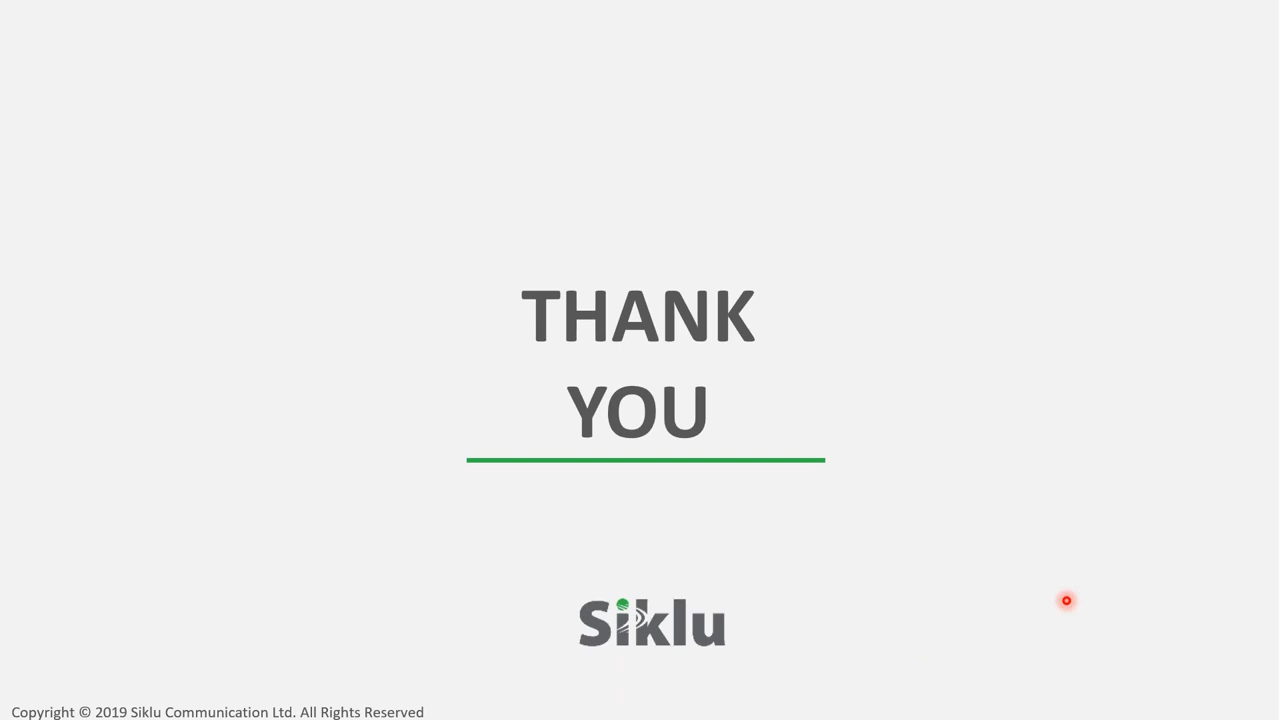 THANK
YOU
Siklu
Copyright © 2019 Siklu Communication Ltd. All Rights Reserved